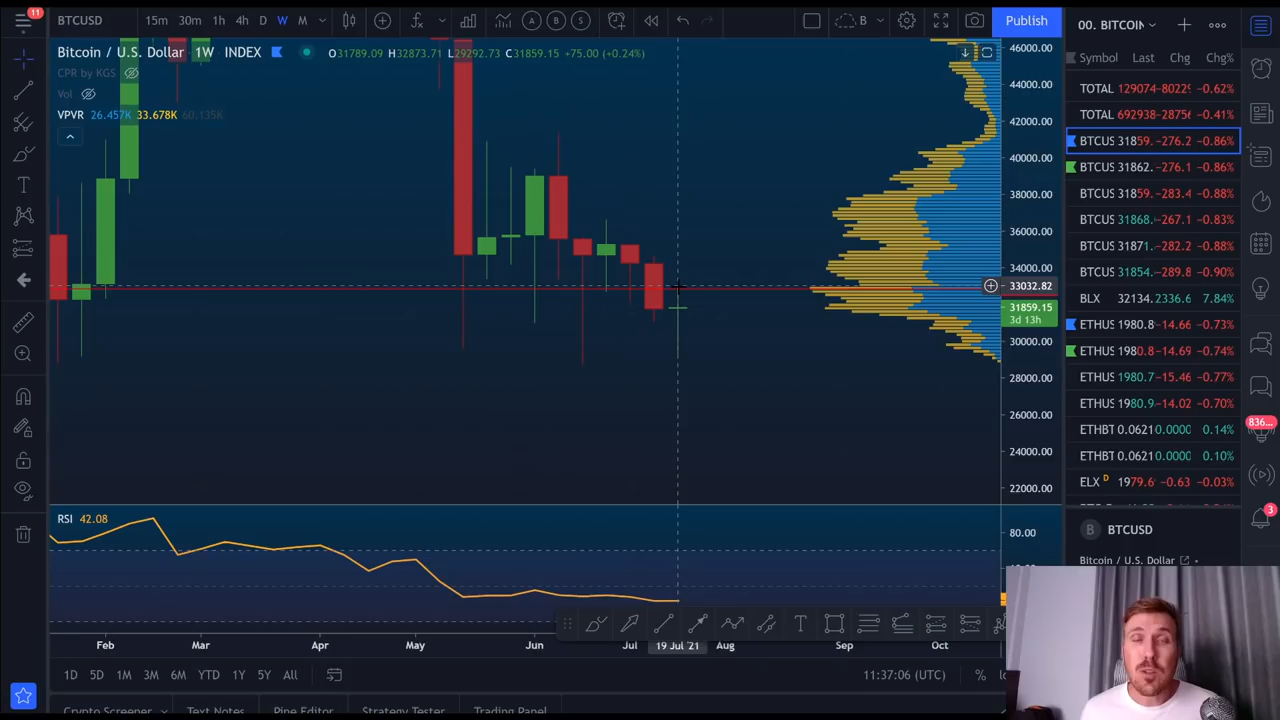 11
BTCUSD
15m 30m 1h 4h D W M
A B S
B
Publish
00. BITCOIN
Bitcoin / U.S. Dollar 1W INDEX
O31789.09 H32873.71 L29292.73 C31859.15 +75.00 (+0.24%)
CPR by KGS
Vol
VPVR 26.457K 33.678K 60.135K
46000.00
44000.00
42000.00
40000.00
38000.00
36000.00
34000.00
33032.82
31859.15
3d 13h
30000.00
28000.00
26000.00
24000.00
22000.00
RSI 42.08
80.00
Feb Mar Apr May Jun 19 Jul '21 Aug Sep Oct
1D 5D 1M 3M 6M YTD 1Y 5Y All
11:37:06 (UTC) %
Crypto Screener Text Notes Pine Editor Strategy Tester Trading Panel
Symbol Last Chg Chg%
TOTAL 129074 -8022 -0.62%
TOTAL 692938 -2875 -0.41%
BTCUS 31859. -276.2 -0.86%
BTCUS 31862. -276.1 -0.86%
BTCUS 31859. -283.4 -0.88%
BTCUS 31868. -267.1 -0.83%
BTCUS 31871. -282.2 -0.88%
BTCUS 31854. -289.8 -0.90%
BLX 32134. 2336.6 7.84%
ETHUS 1980.8 -14.66 -0.73%
ETHUS 1980.8 -14.69 -0.74%
ETHUS 1980.7 -15.46 -0.77%
ETHUS 1980.9 -14.02 -0.70%
ETHBT 0.0621 0.0000 0.14%
ETHBT 0.0621 0.0000 0.10%
ELX D 1979.6 -0.63 -0.03%
B BTCUSD
Bitcoin / U.S. Dollar
836...
3